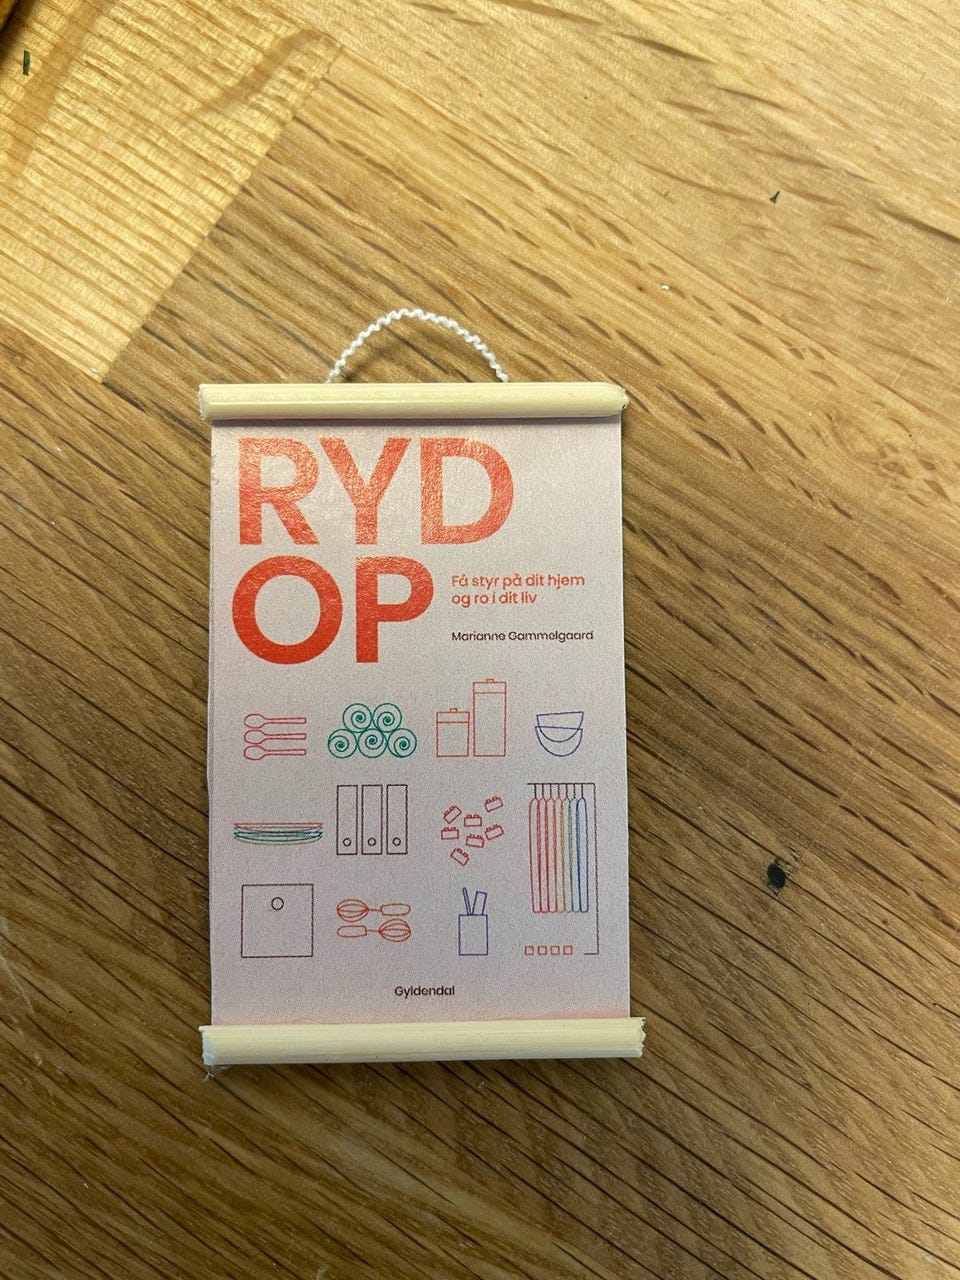 RYD
OP
Få styr på dit hjem
og ro i dit liv
Marianne Gammelgaard
Gyldendal